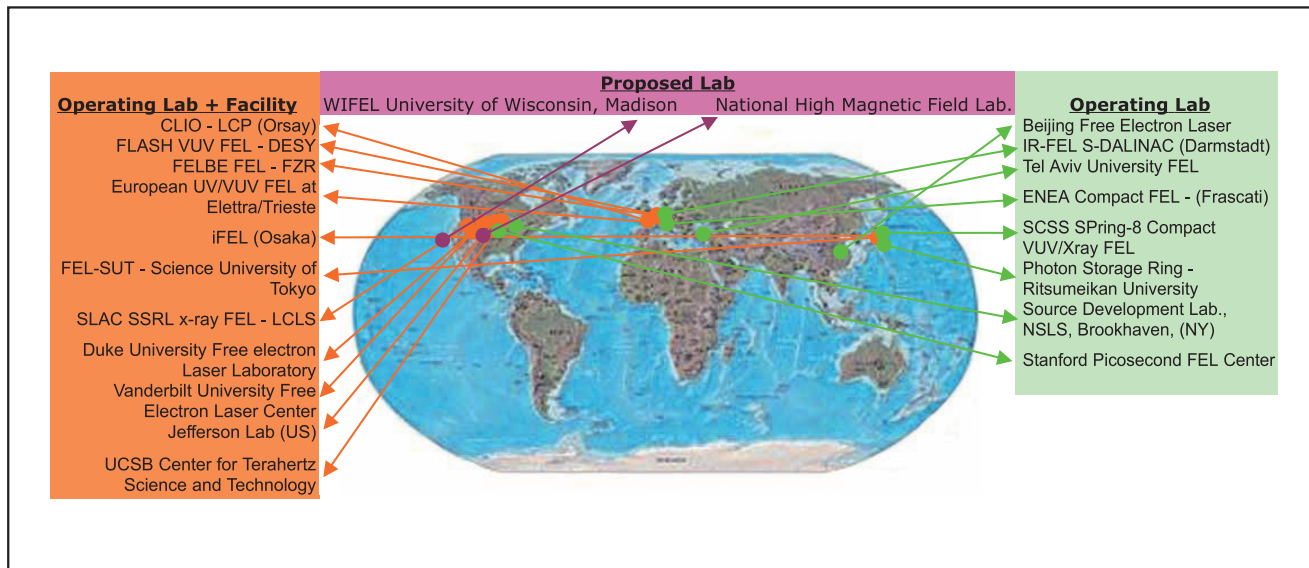 Proposed Lab
WIFEL University of Wisconsin, Madison
National High Magnetic Field Lab.
Operating Lab + Facility
CLIO - LCP (Orsay)
FLASH VUV FEL - DESY
FELBE FEL - FZR
European UV/VUV FEL at
Elettra/Trieste
iFEL (Osaka)
FEL-SUT - Science University of
Tokyo
SLAC SSRL x-ray FEL - LCLS
Duke University Free electron
Laser Laboratory
Vanderbilt University Free
Electron Laser Center
Jefferson Lab (US)
UCSB Center for Terahertz
Science and Technology
Operating Lab
Beijing Free Electron Laser
IR-FEL S-DALINAC (Darmstadt)
Tel Aviv University FEL
ENEA Compact FEL - (Frascati)
SCSS SPring-8 Compact
VUV/Xray FEL
Photon Storage Ring -
Ritsumeikan University
Source Development Lab.,
NSLS, Brookhaven, (NY)
Stanford Picosecond FEL Center